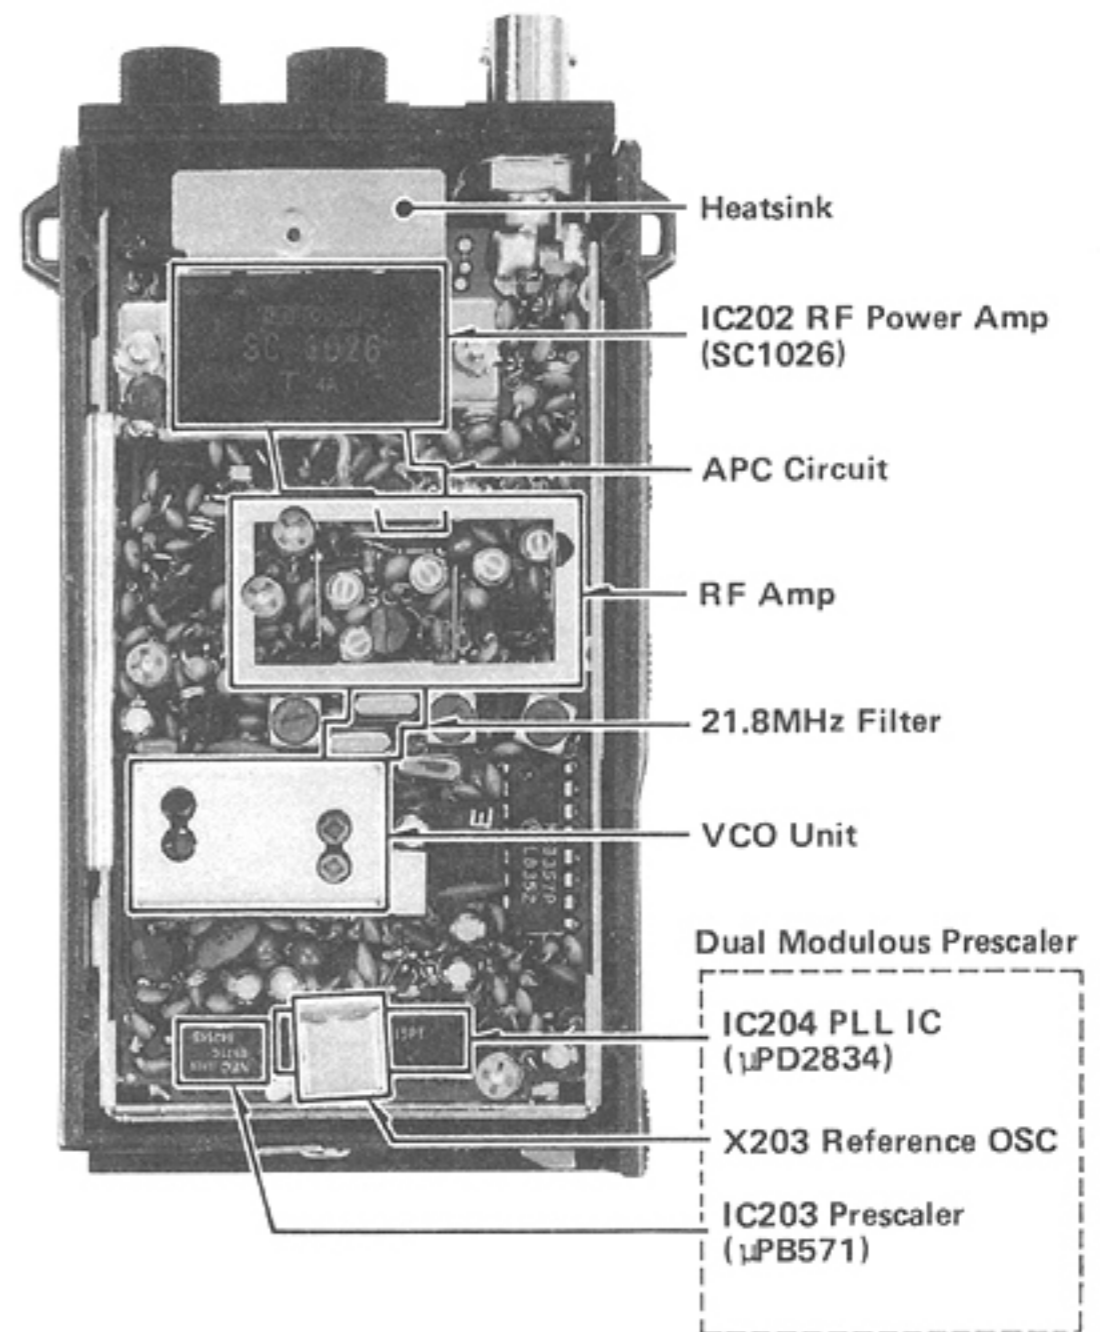 Heatsink
SC 1026
IC202 RF Power Amp
(SC1026)
APC Circuit
RF Amp
21.8MHz Filter
E
VCO Unit
Dual Modulous Prescaler
IC204 PLL IC
(μPD2834)
X203 Reference OSC
IC203 Prescaler
(μPB571)